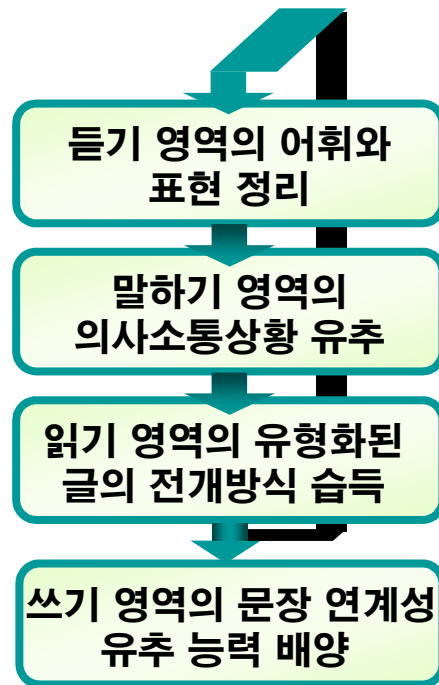 듣기 영역의 어휘와
표현 정리
말하기 영역의
의사소통상황 유추
읽기 영역의 유형화된
글의 전개방식 습득
쓰기 영역의 문장 연계성
유추 능력 배양